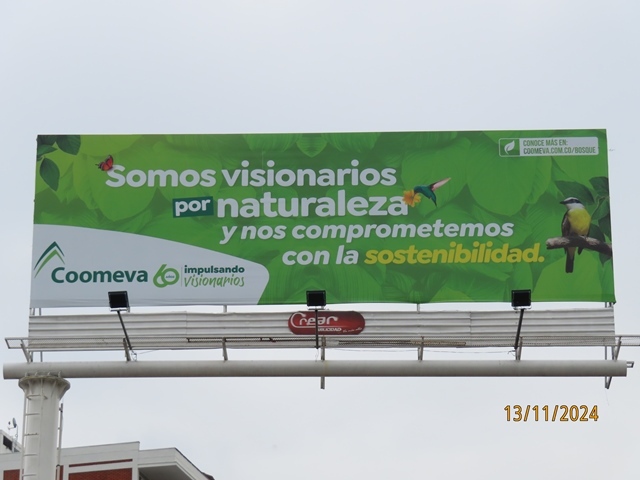 CONOCE MÁS EN:
COOMEVA.COM.CO/BOSQUE
Somos visionarios
por naturaleza
y nos comprometemos
con la sostenibilidad.
Coomeva 60 impulsando
visionarios
Crear
PUBLICIDAD
13/11/2024